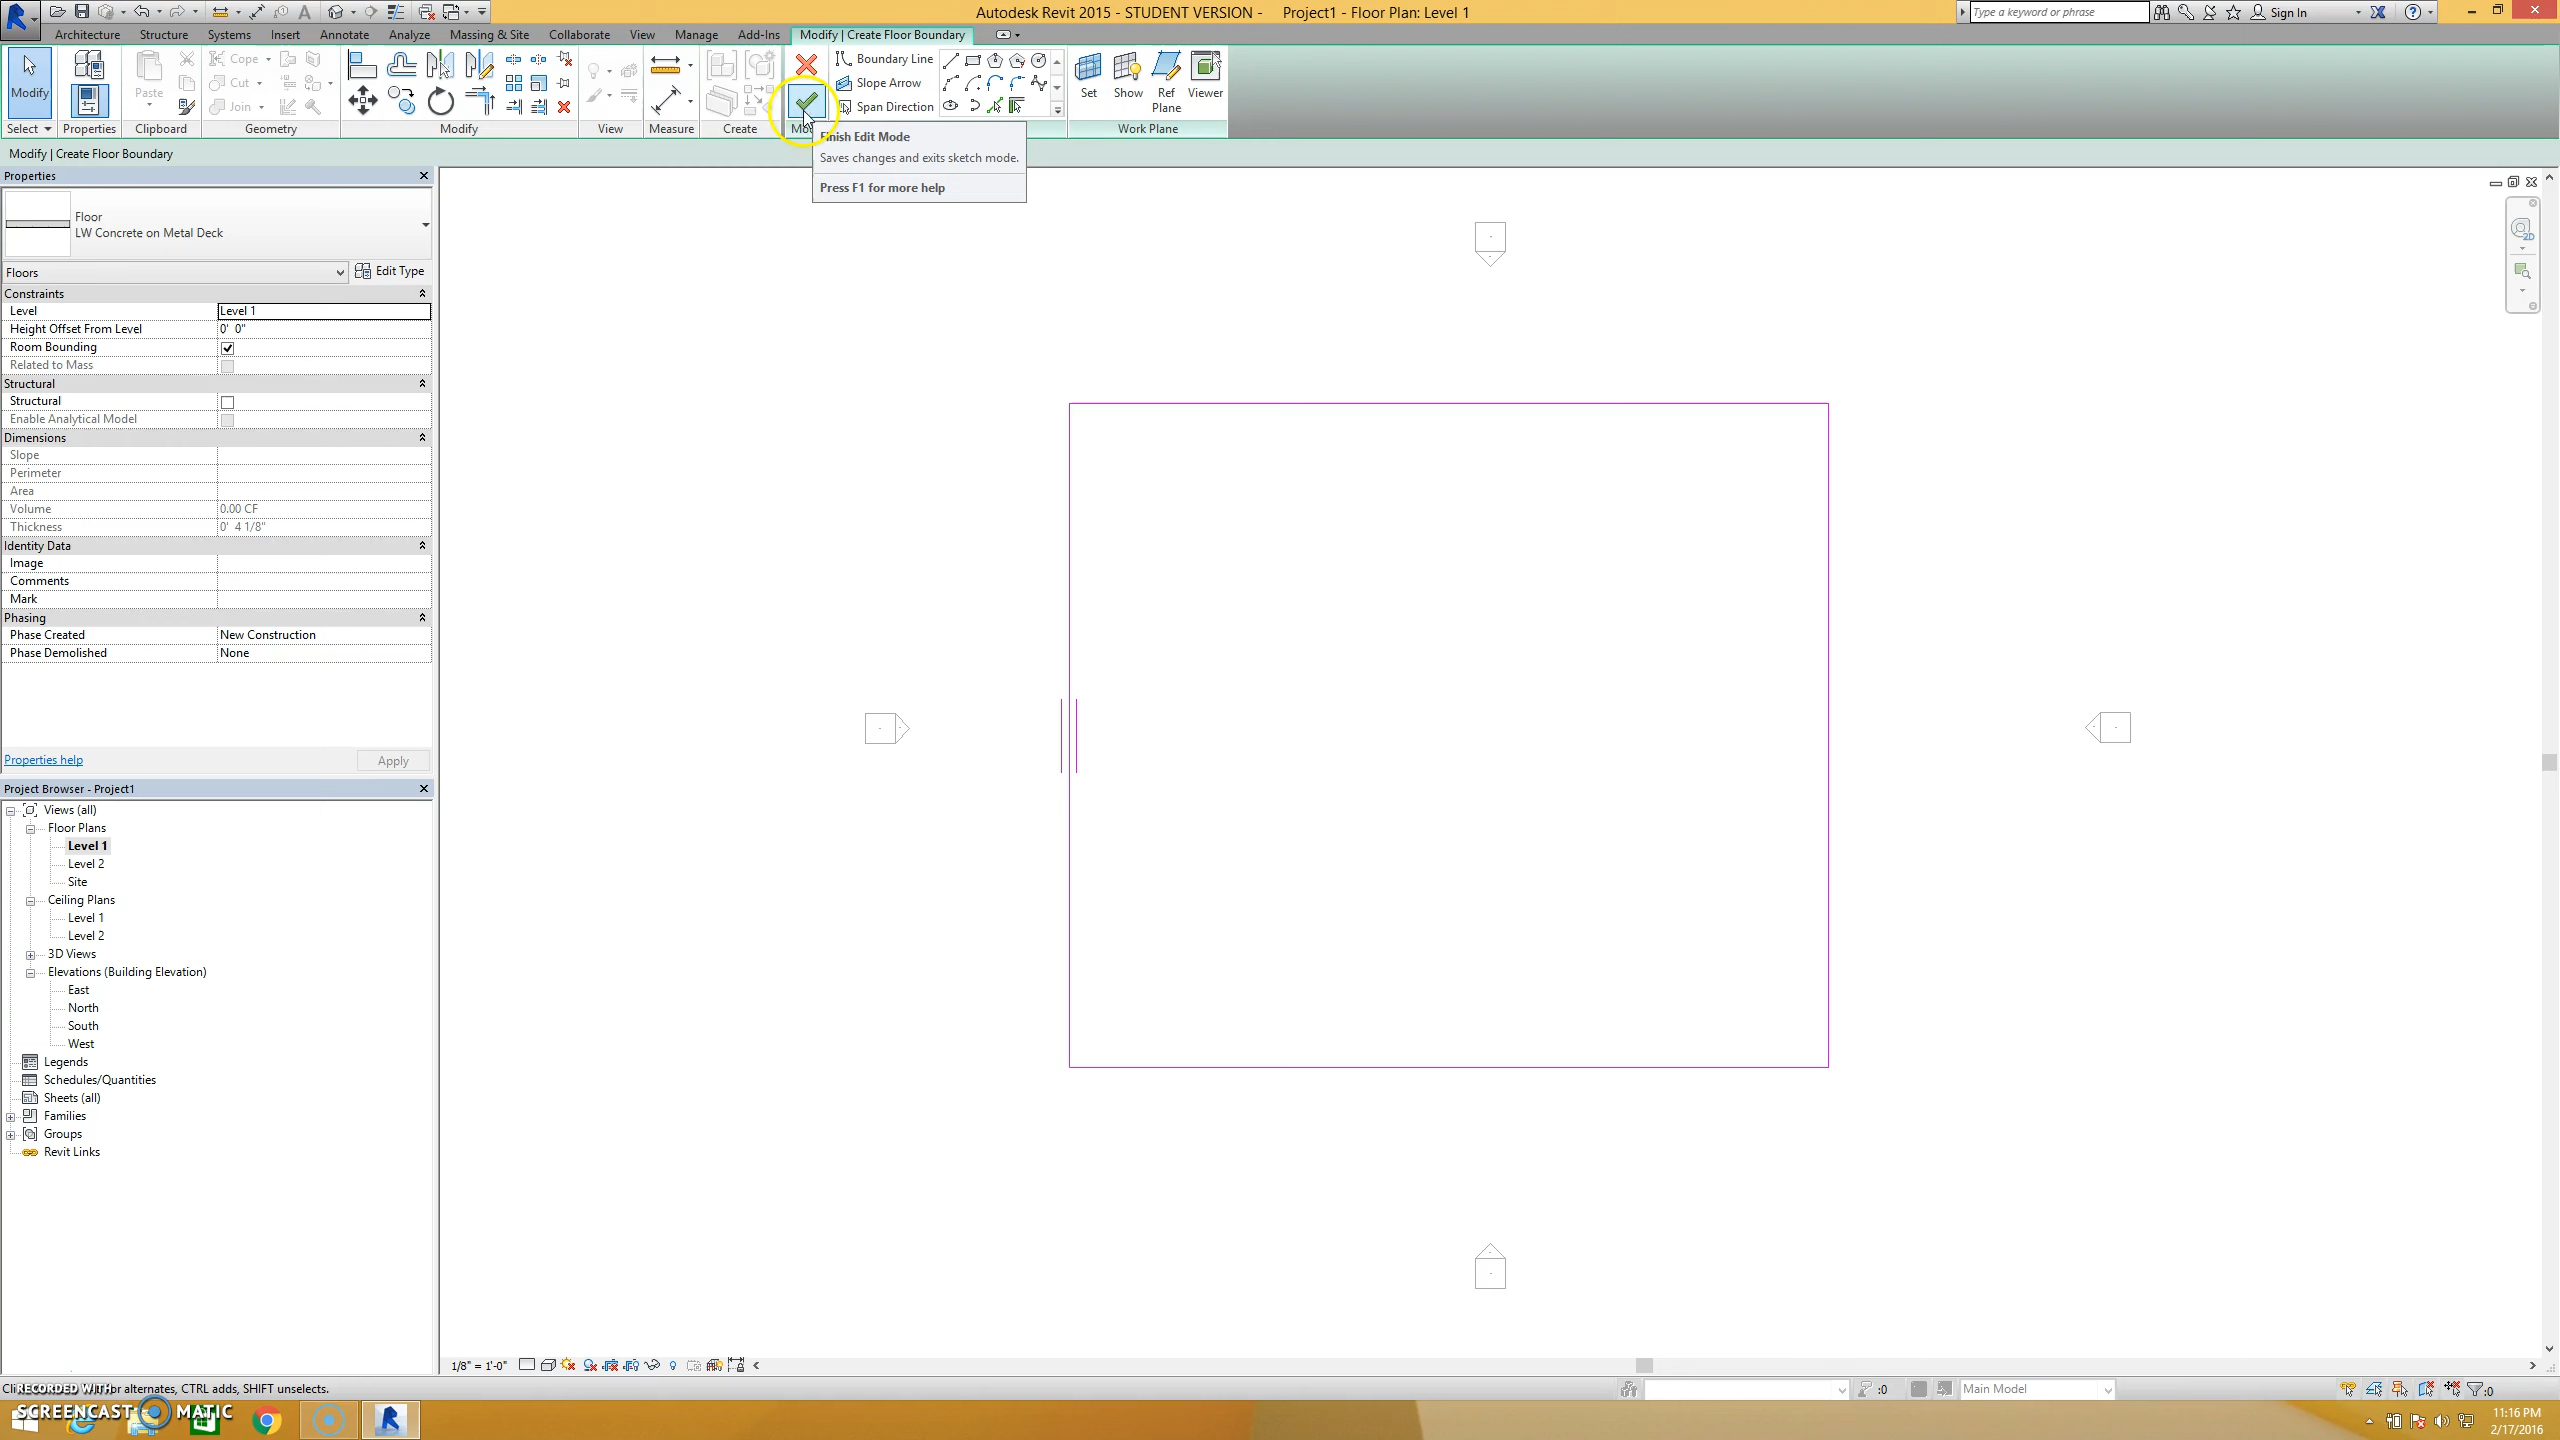 Autodesk Revit 2015 - STUDENT VERSION - Project1 - Floor Plan: Level 1
Type a keyword or phrase
Sign In
Architecture Structure Systems Insert Annotate Analyze Massing & Site Collaborate View Manage Add-Ins Modify | Create Floor Boundary
Modify
Paste
Cope
Cut
Join
Boundary Line
Slope Arrow
Span Direction
Set Show Ref Plane Viewer
Select Properties Clipboard Geometry Modify View Measure Create Work Plane
Finish Edit Mode
Saves changes and exits sketch mode.
Press F1 for more help
Modify | Create Floor Boundary
Properties
Floor
LW Concrete on Metal Deck
Floors Edit Type
Constraints
Level Level 1
Height Offset From Level 0' 0"
Room Bounding
Related to Mass
Structural
Structural
Enable Analytical Model
Dimensions
Slope
Perimeter
Area
Volume 0.00 CF
Thickness 0' 4 1/8"
Identity Data
Image
Comments
Mark
Phasing
Phase Created New Construction
Phase Demolished None
Properties help Apply
Project Browser - Project1
Views (all)
Floor Plans
Level 1
Level 2
Site
Ceiling Plans
Level 1
Level 2
3D Views
Elevations (Building Elevation)
East
North
South
West
Legends
Schedules/Quantities
Sheets (all)
Families
Groups
Revit Links
2D
1/8" = 1'-0"
RECORDED WITH
or alternates, CTRL adds, SHIFT unselects.
:0
Main Model
:0
SCREENCAST MATIC
11:16 PM
2/17/2016